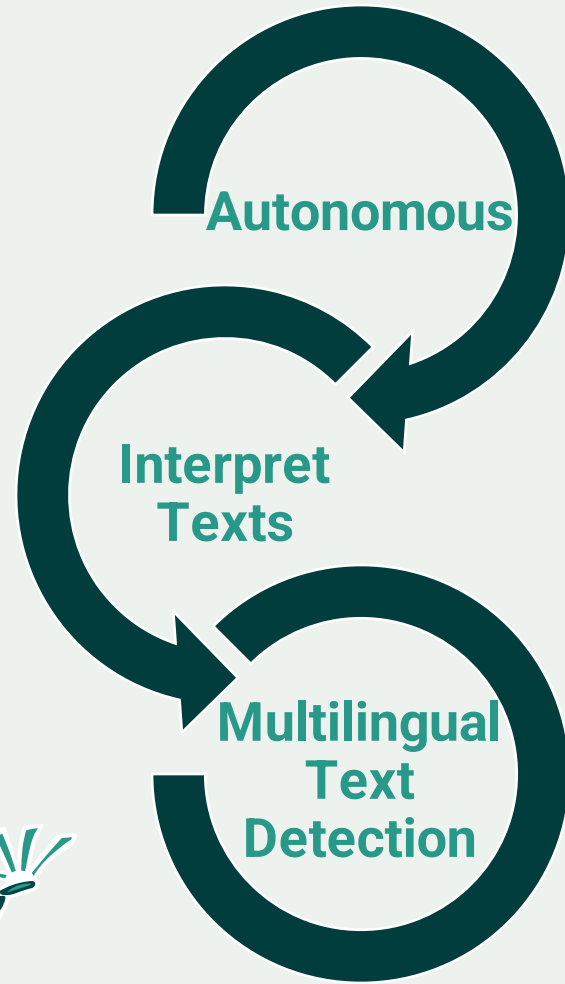 Autonomous
Interpret
Texts
Multilingual
Text
Detection